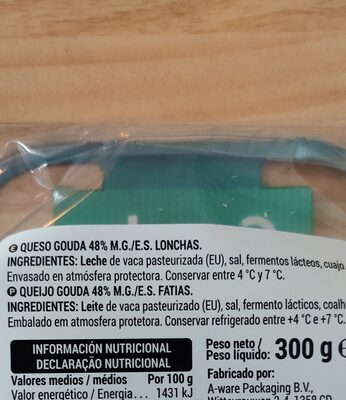 E QUESO GOUDA 48% M.G./E.S. LONCHAS.
INGREDIENTES: Leche de vaca pasteurizado (EU), sal, fermentos lácteos, cuajo
Envasado en atmósfera protectora. Conservar entre 4 °C y 7 °C.
P QUEIJO GOUDA 48% M.G./E.S. FATIAS.
INGREDIENTES: Leite de vaca pasteurizado (EU), sal, fermento lácticos, coalh
Embalado em atmosfera protectora. Conservar refrigerado entre +4 °C e +7 °C.
INFORMACIÓN NUTRICIONAL
DECLARAÇÃO NUTRICIONAL
Valores medios / médios Por 100 g
Valor energético / Energia... 1431 kJ
Peso neto /
Peso líquido: 300 g e
Fabricado por:
A-ware Packaging B.V.,